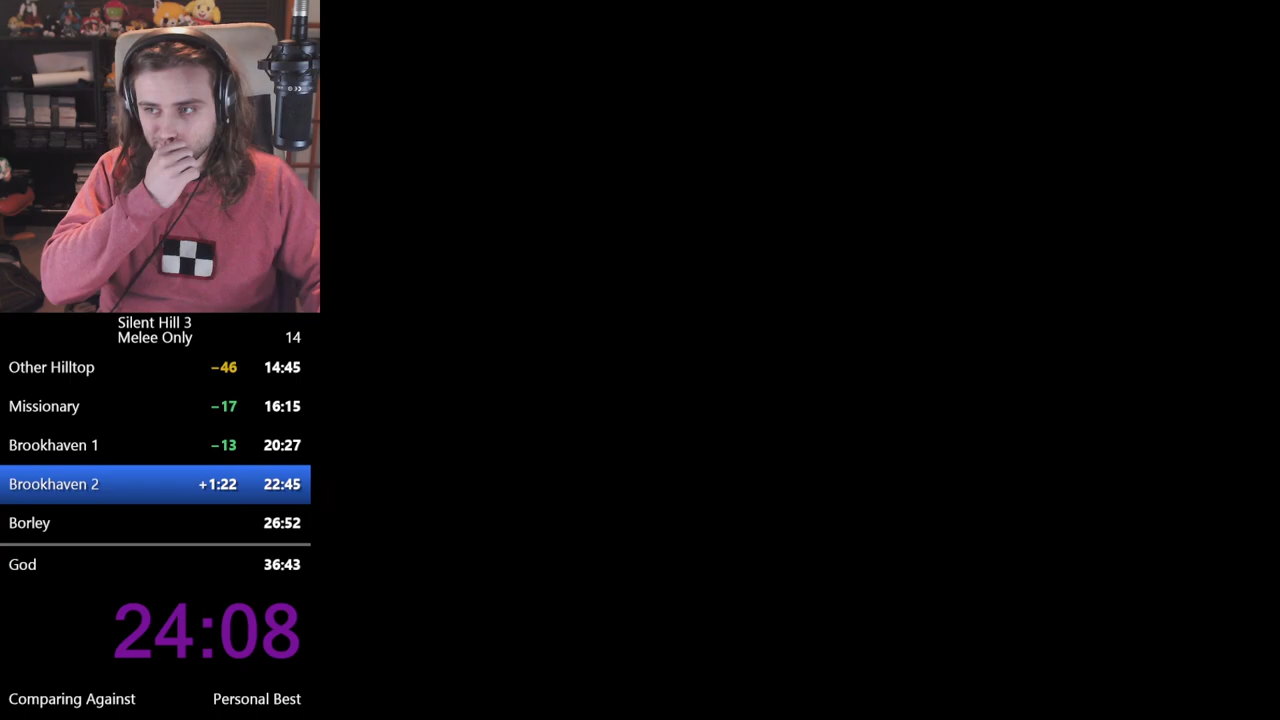 Silent Hill 3
Melee Only 14
Other Hilltop −46 14:45
Missionary −17 16:15
Brookhaven 1 −13 20:27
Brookhaven 2 +1:22 22:45
Borley 26:52
God 36:43
24:08
Comparing Against Personal Best